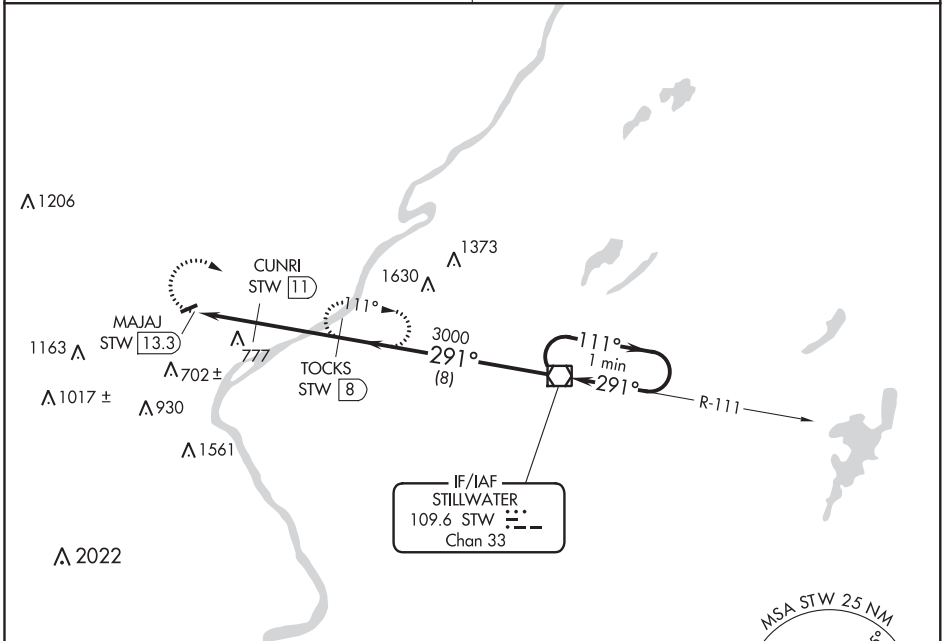 1206
1373
CUNRI
STW 11
1630
111°
MAJAJ
STW 13.3
3000
291°
(8)
111°
1 min
291°
R-111
1163
777
TOCKS
STW 8
702 ±
1017 ±
930
1561
IF/IAF
STILLWATER
109.6 STW
Chan 33
2022
MSA STW 25 NM